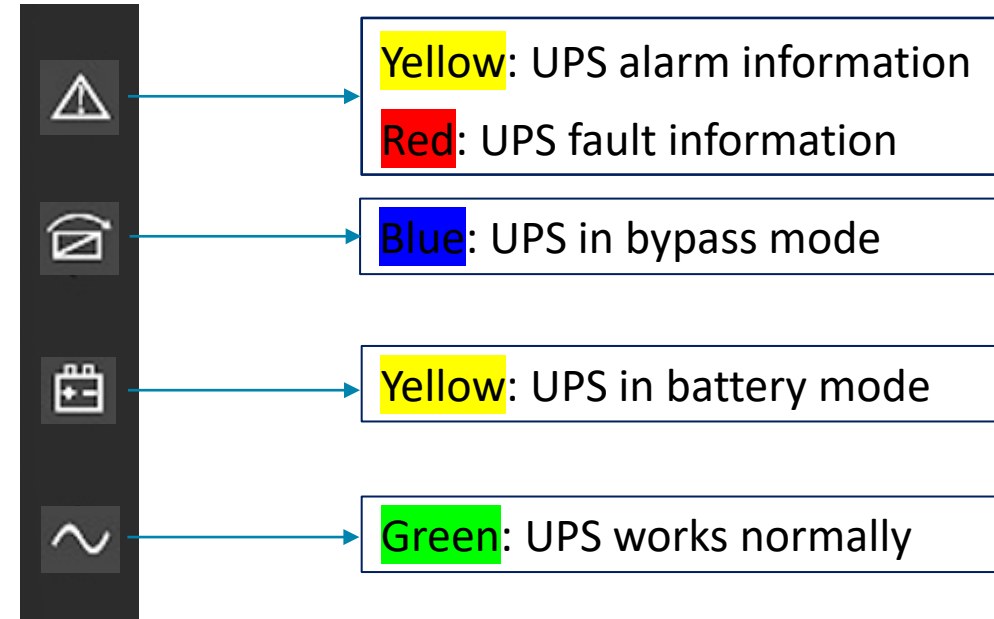 Yellow: UPS alarm information
Red: UPS fault information
Blue: UPS in bypass mode
Yellow: UPS in battery mode
Green: UPS works normally